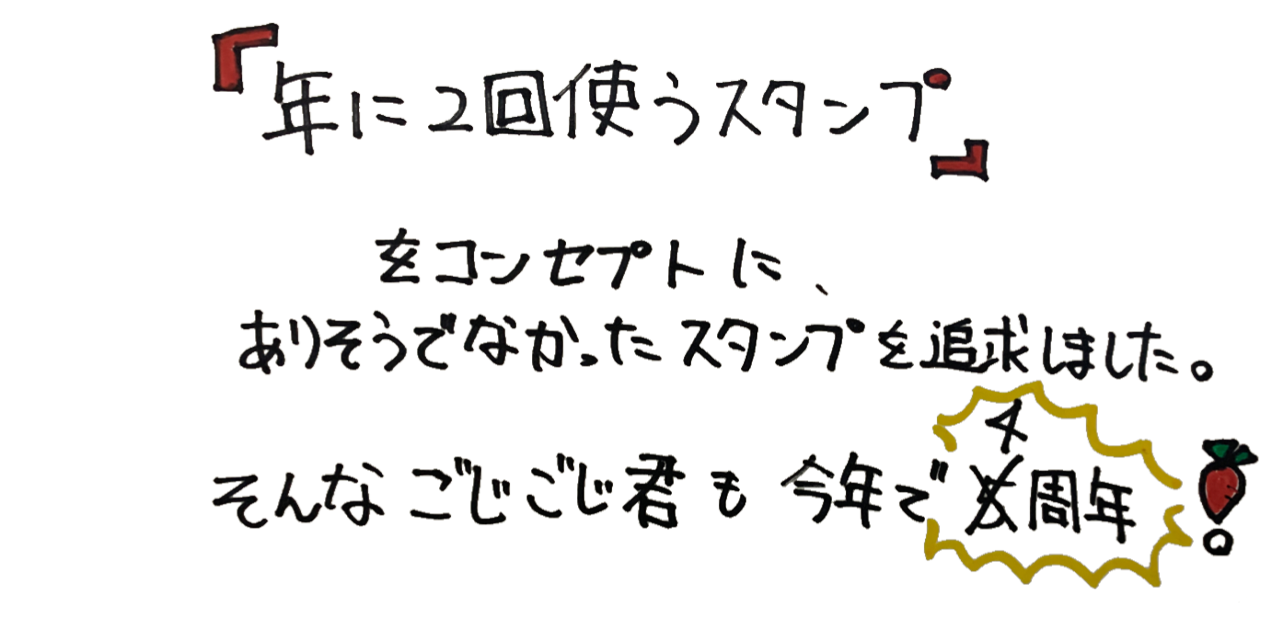 『年に2回使うスタンプ』
をコンセプトに、
ありそうでなかったスタンプを追求しました。
そんなごじごじ君も今年で4周年!